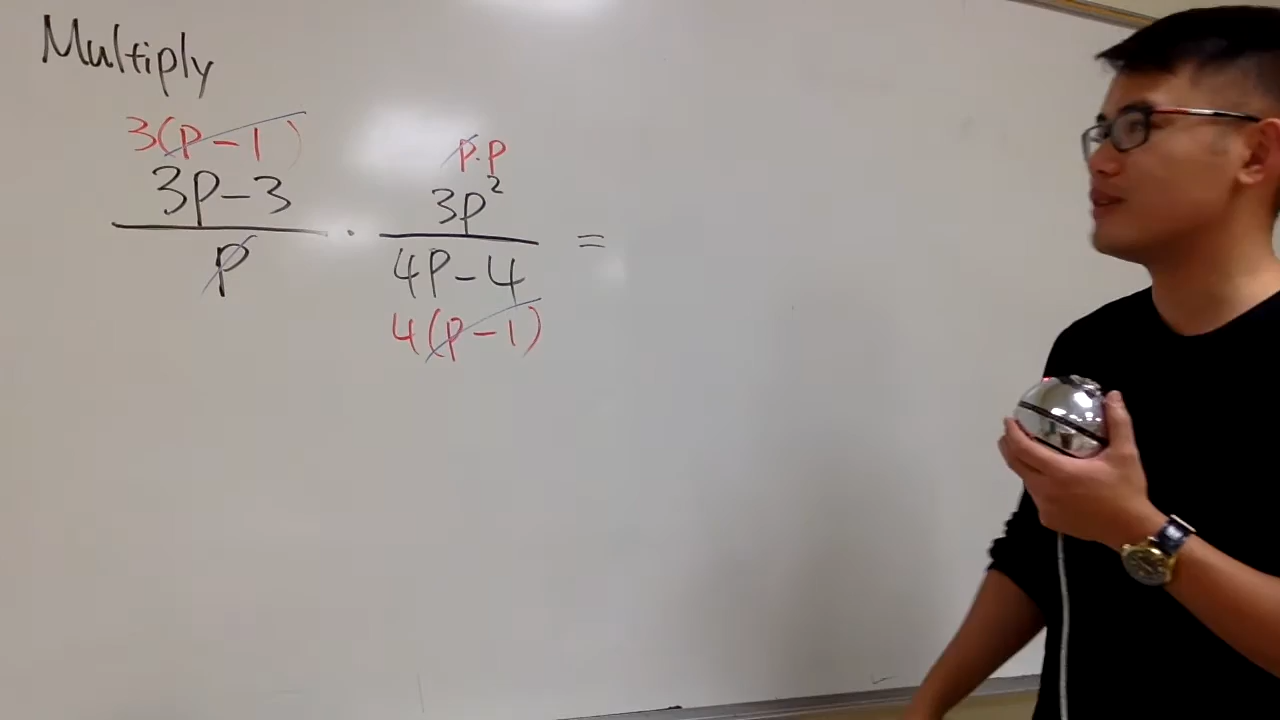 Multiply
3(p-1)
3p-3
p
·
p·p
3p²
4p-4
4(p-1)
=